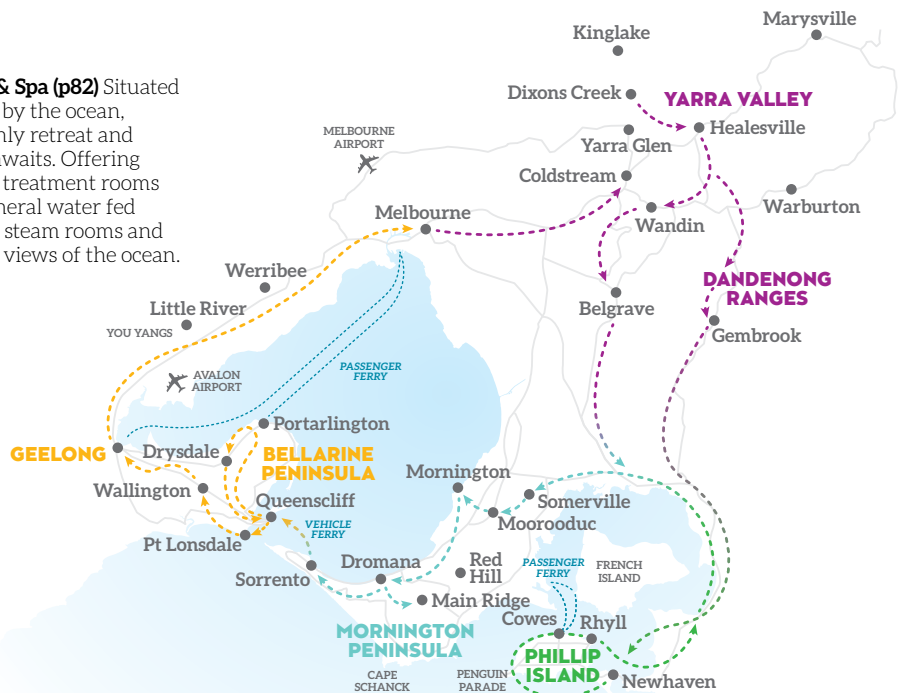 & Spa (p82) Situated
by the ocean,
nly retreat and
awaits. Offering
treatment rooms
neral water fed
steam rooms and
views of the ocean.
Marysville
Kinglake
Dixons Creek
YARRA VALLEY
Healesville
Yarra Glen
MELBOURNE
AIRPORT
Coldstream
Warburton
Wandin
Melbourne
Werribee
DANDENONG
RANGES
Little River
Belgrave
YOU YANGS
Gembrook
PASSENGER
FERRY
AVALON
AIRPORT
Portarlington
GEELONG
Drysdale
BELLARINE
PENINSULA
Mornington
Wallington
Queenscliff
Somerville
Moorooduc
VEHICLE
FERRY
Pt Lonsdale
Dromana
Red
Hill
PASSENGER
FERRY
FRENCH
ISLAND
Sorrento
Main Ridge
Cowes
Rhyll
MORNINGTON
PENINSULA
PHILLIP
ISLAND
CAPE
SCHANCK
PENGUIN
PARADE
Newhaven